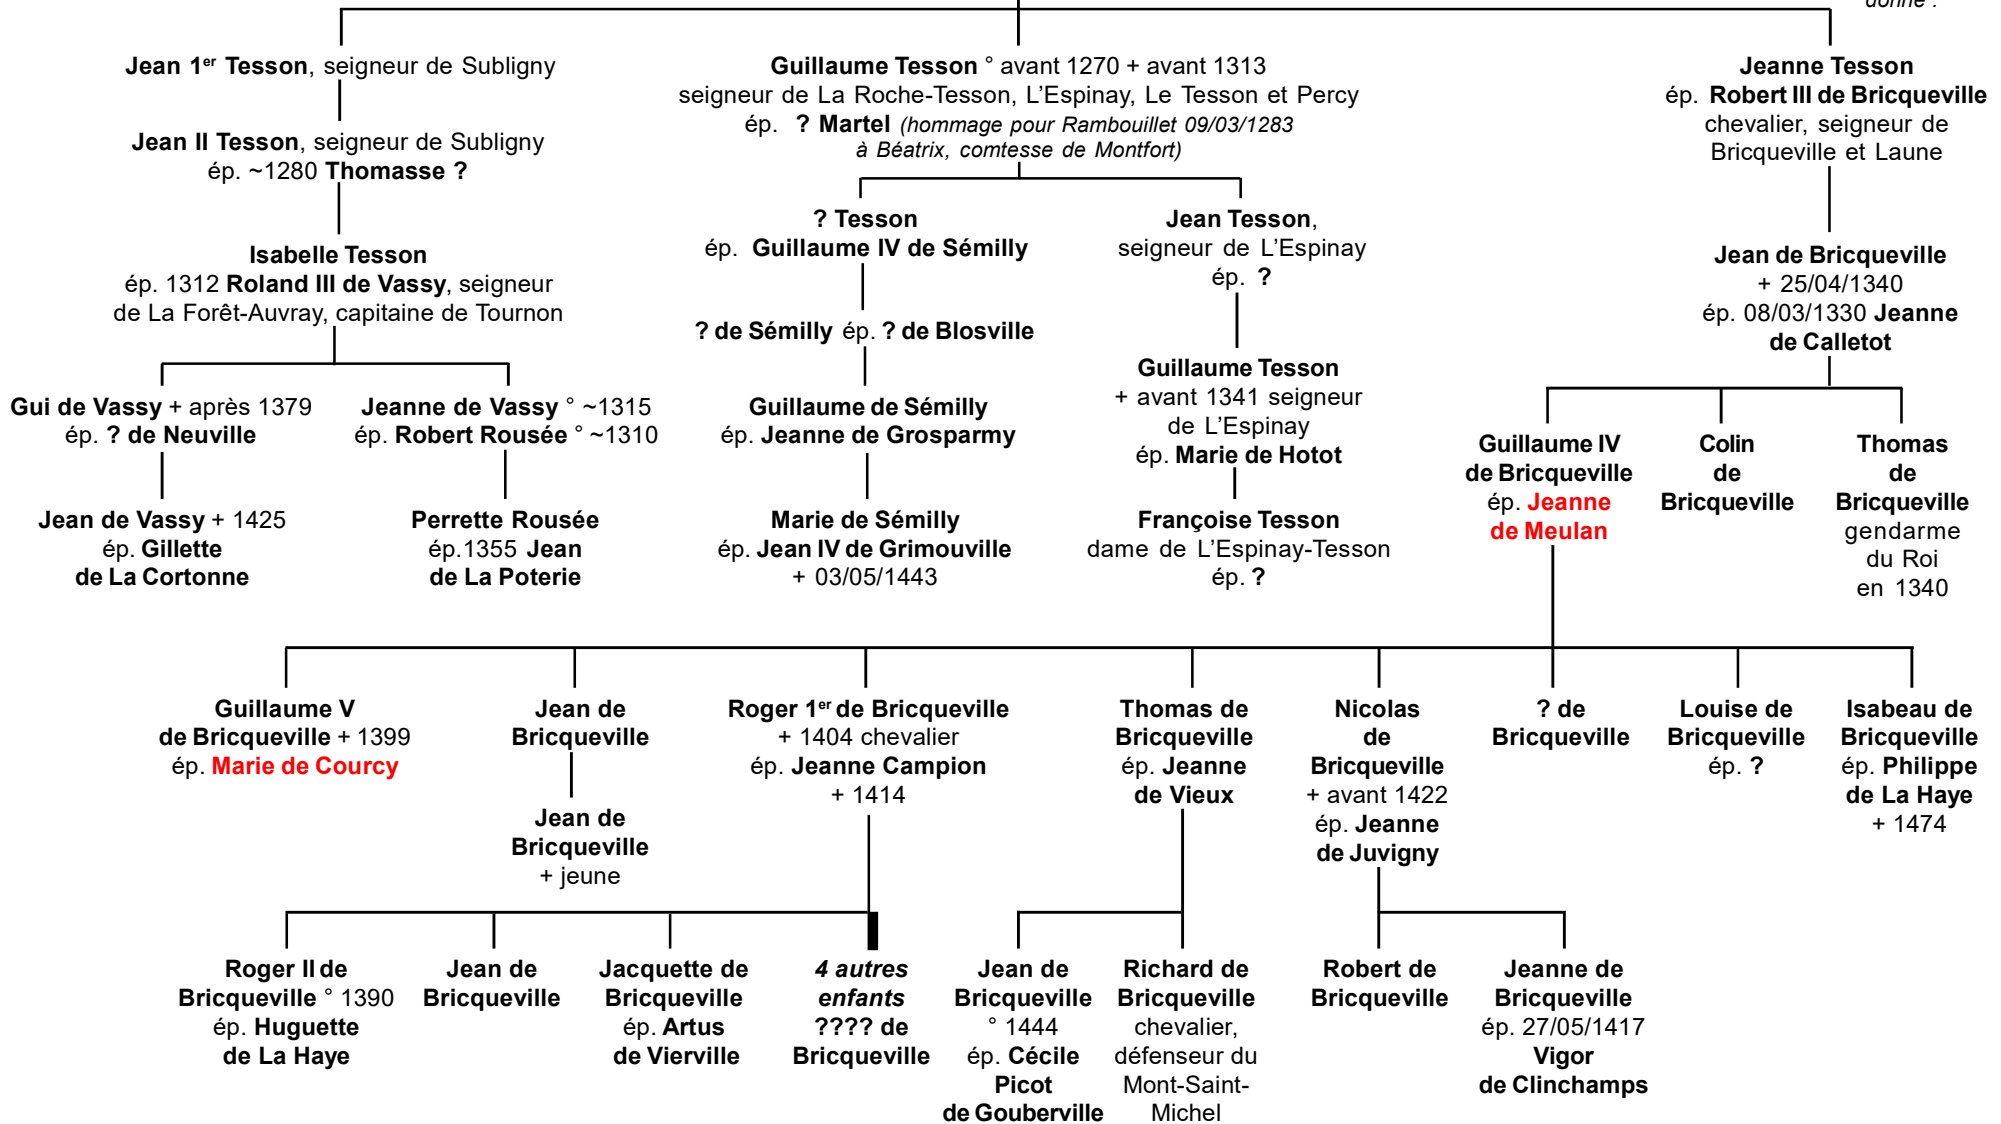 donne :
Jean 1er Tesson, seigneur de Subligny
Jean II Tesson, seigneur de Subligny
ép. ~1280 Thomasse ?
Isabelle Tesson
ép. 1312 Roland III de Vassy, seigneur
de La Forêt-Auvray, capitaine de Tournon
Gui de Vassy + après 1379
ép. ? de Neuville
Jean de Vassy + 1425
ép. Gillette
de La Cortonne
Jeanne de Vassy ° ~1315
ép. Robert Rousée ° ~1310
Perrette Rousée
ép.1355 Jean
de La Poterie
Guillaume Tesson ° avant 1270 + avant 1313
seigneur de La Roche-Tesson, L'Espinay, Le Tesson et Percy
ép. ? Martel (hommage pour Rambouillet 09/03/1283
à Béatrix, comtesse de Montfort)
? Tesson
ép. Guillaume IV de Sémilly
? de Sémilly ép. ? de Blosville
Guillaume de Sémilly
ép. Jeanne de Grosparmy
Marie de Sémilly
ép. Jean IV de Grimouville
+ 03/05/1443
Jean Tesson,
seigneur de L'Espinay
ép. ?
Guillaume Tesson
+ avant 1341 seigneur
de L'Espinay
ép. Marie de Hotot
Françoise Tesson
dame de L'Espinay-Tesson
ép. ?
Jeanne Tesson
ép. Robert III de Bricqueville
chevalier, seigneur de
Bricqueville et Laune
Jean de Bricqueville
+ 25/04/1340
ép. 08/03/1330 Jeanne
de Calletot
Guillaume IV
de Bricqueville
ép. Jeanne
de Meulan
Colin
de
Bricqueville
Thomas
de
Bricqueville
gendarme
du Roi
en 1340
Guillaume V
de Bricqueville + 1399
ép. Marie de Courcy
Jean de
Bricqueville
Jean de
Bricqueville
+ jeune
Roger 1er de Bricqueville
+ 1404 chevalier
ép. Jeanne Campion
+ 1414
Thomas de
Bricqueville
ép. Jeanne
de Vieux
Nicolas
de
Bricqueville
+ avant 1422
ép. Jeanne
de Juvigny
? de
Bricqueville
Louise de
Bricqueville
ép. ?
Isabeau de
Bricqueville
ép. Philippe
de La Haye
+ 1474
Roger II de
Bricqueville ° 1390
ép. Huguette
de La Haye
Jean de
Bricqueville
Jacquette de
Bricqueville
ép. Artus
de Vierville
4 autres
enfants
???? de
Bricqueville
Jean de
Bricqueville
° 1444
ép. Cécile
Picot
de Gouberville
Richard de
Bricqueville
chevalier,
défenseur du
Mont-Saint-
Michel
Robert de
Bricqueville
Jeanne de
Bricqueville
ép. 27/05/1417
Vigor
de Clinchamps